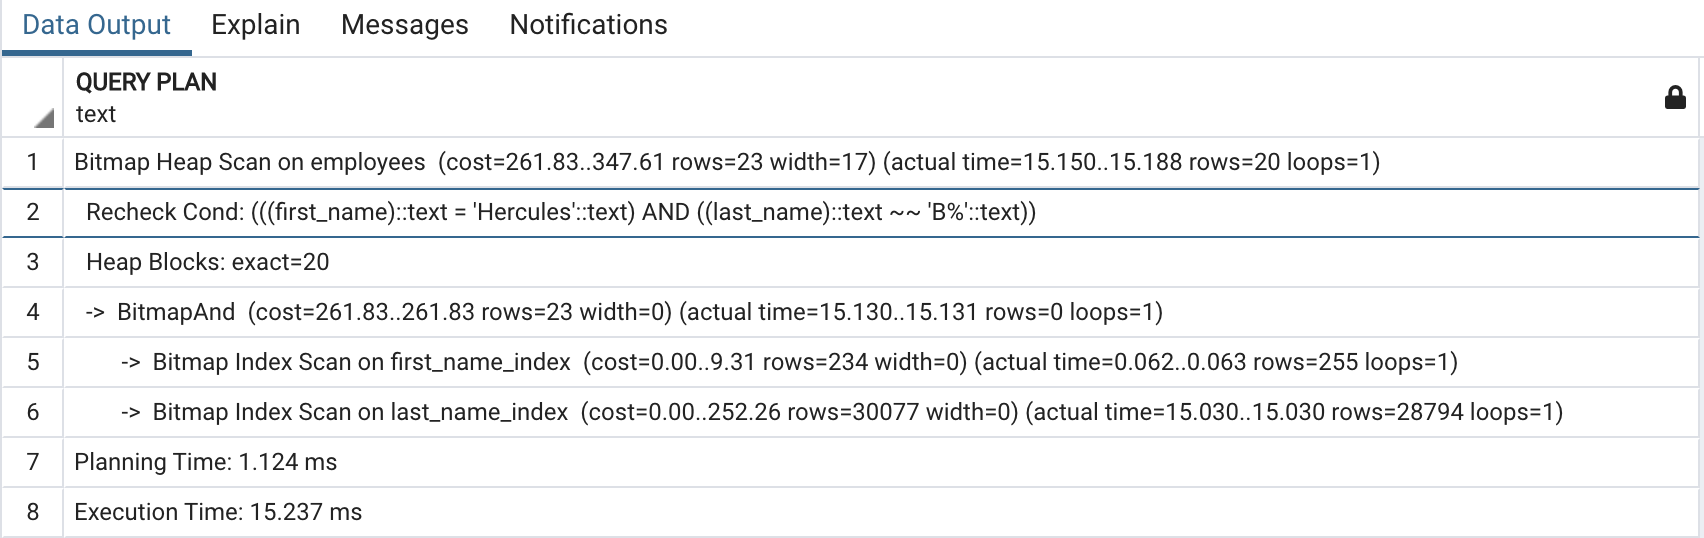 Data Output Explain Messages Notifications
QUERY PLAN
text
1 Bitmap Heap Scan on employees (cost=261.83..347.61 rows=23 width=17) (actual time=15.150..15.188 rows=20 loops=1)
2 Recheck Cond: (((first_name)::text = 'Hercules'::text) AND ((last_name)::text ~~ 'B%'::text))
3 Heap Blocks: exact=20
4 -> BitmapAnd (cost=261.83..261.83 rows=23 width=0) (actual time=15.130..15.131 rows=0 loops=1)
5 -> Bitmap Index Scan on first_name_index (cost=0.00..9.31 rows=234 width=0) (actual time=0.062..0.063 rows=255 loops=1)
6 -> Bitmap Index Scan on last_name_index (cost=0.00..252.26 rows=30077 width=0) (actual time=15.030..15.030 rows=28794 loops=1)
7 Planning Time: 1.124 ms
8 Execution Time: 15.237 ms